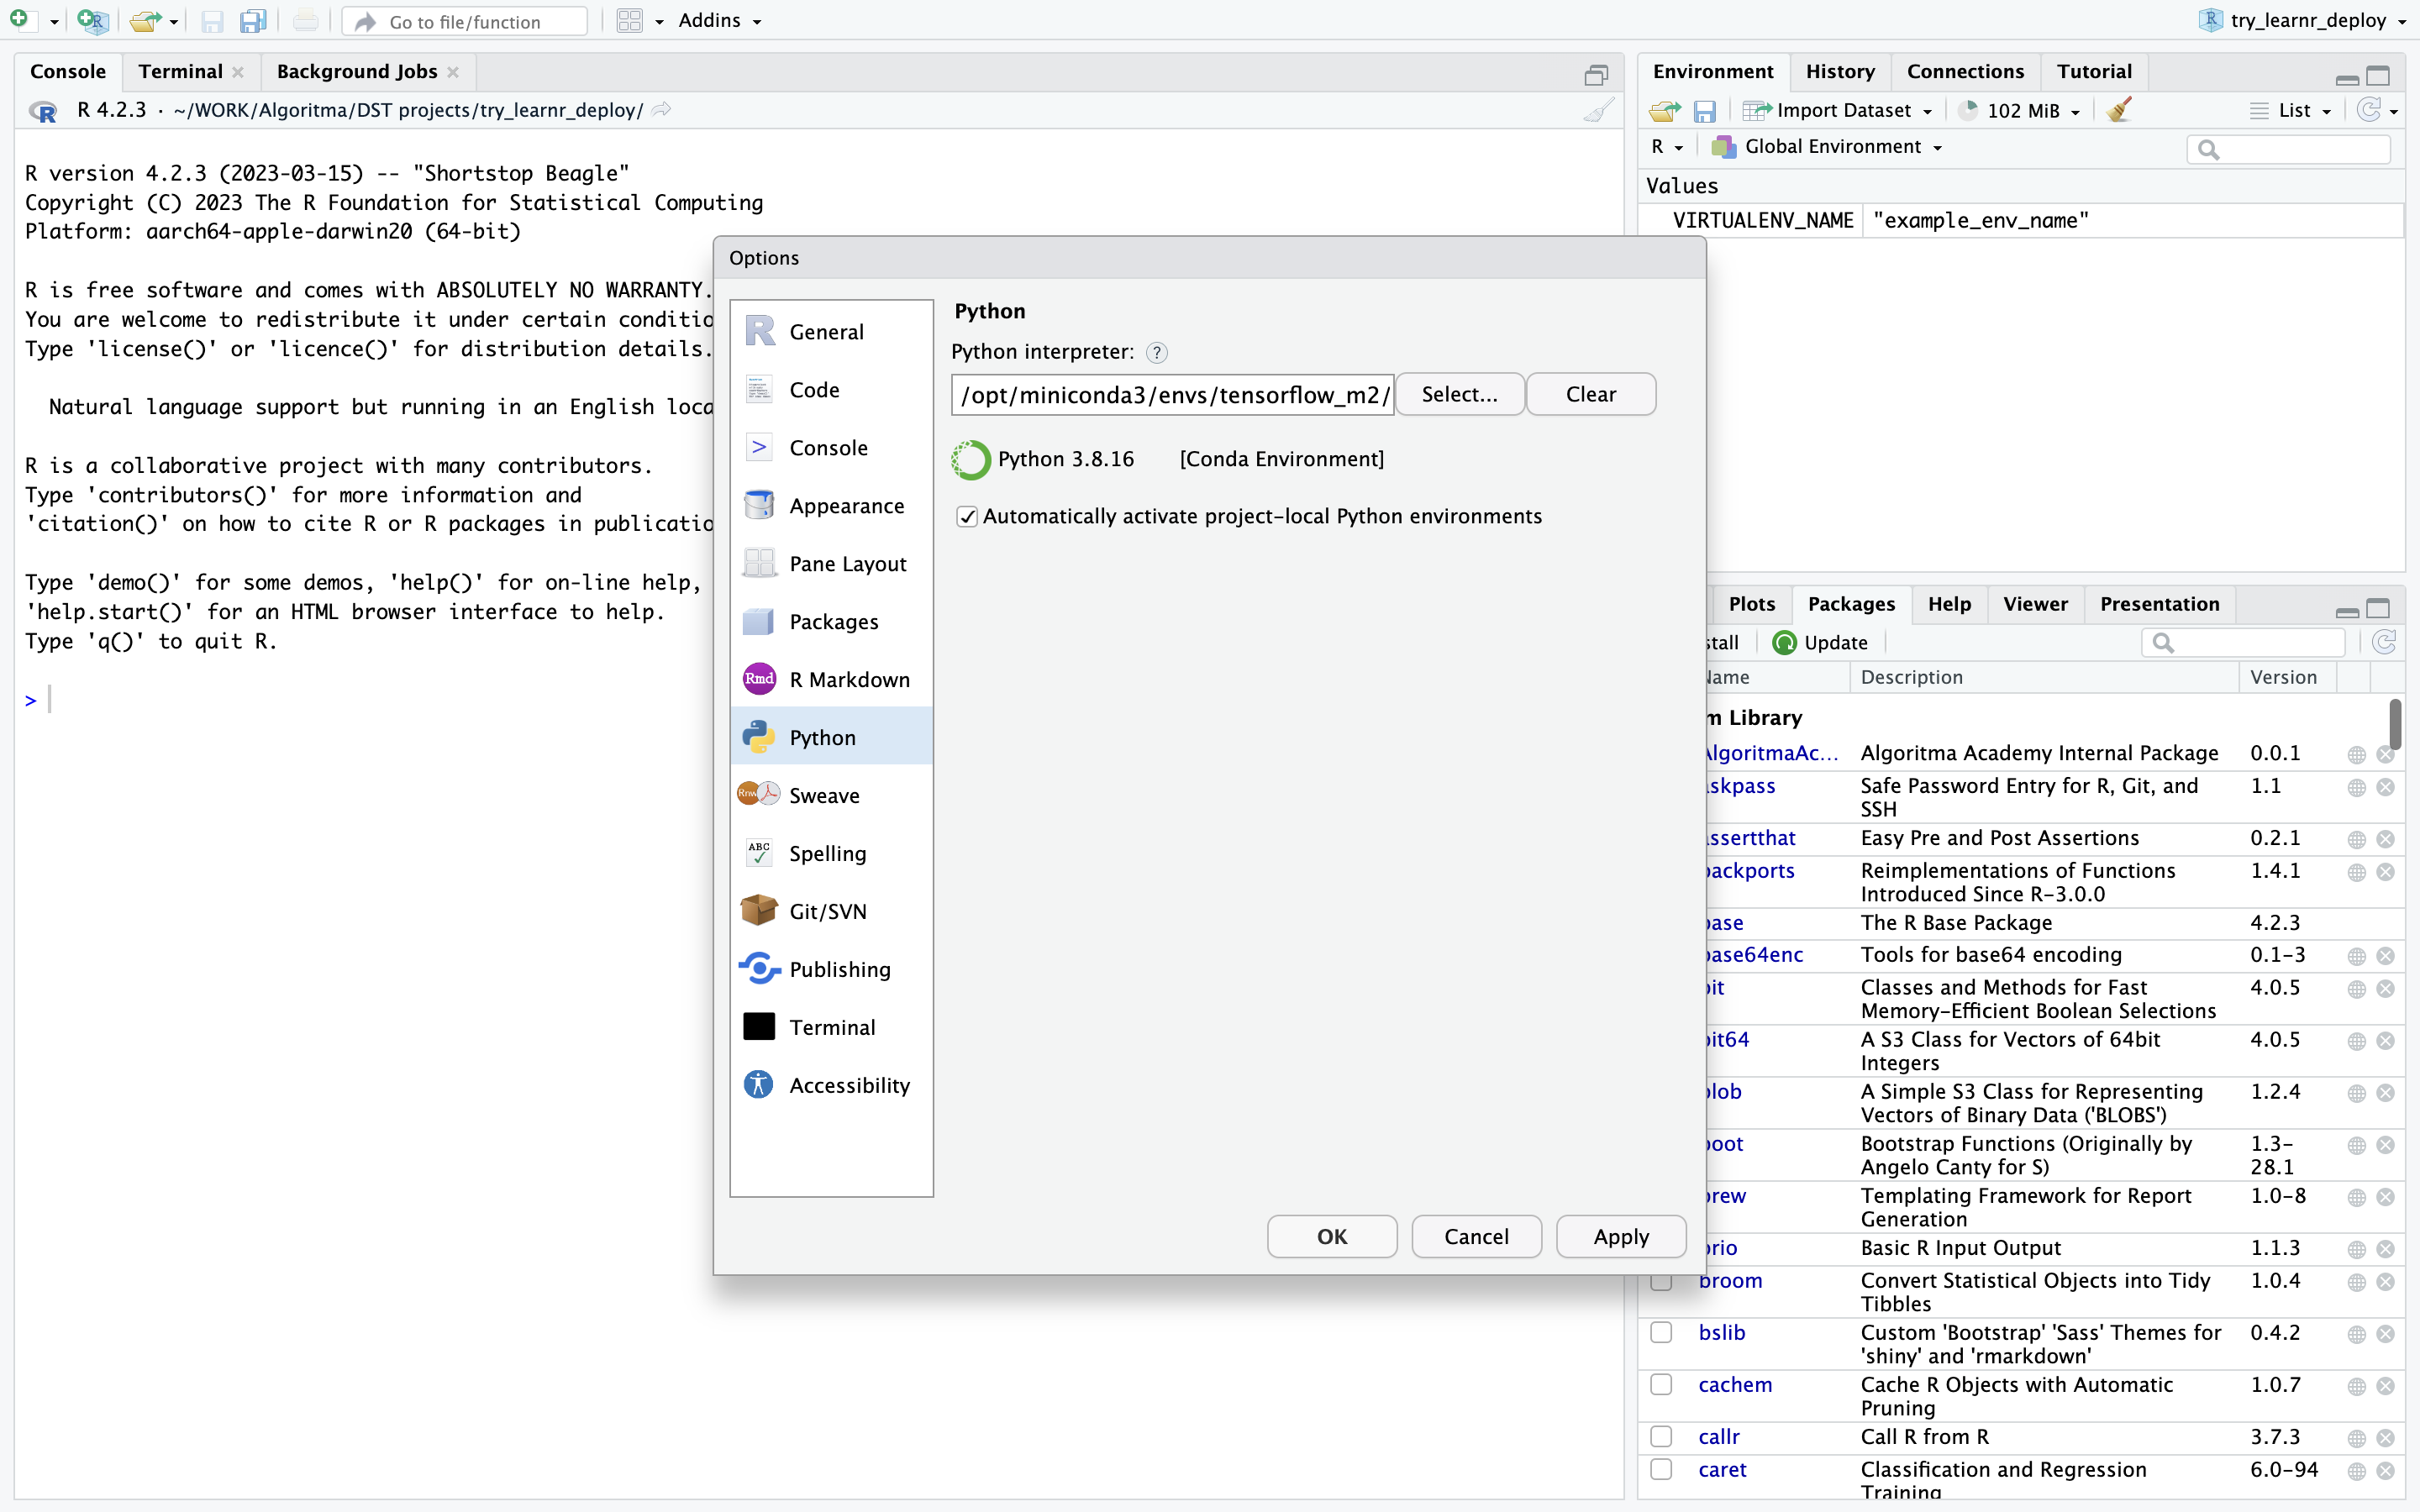 Go to file/function
Addins
try_learnr_deploy
Console
Terminal
Background Jobs
R 4.2.3 · ~/WORK/Algoritma/DST projects/try_learnr_deploy/
R version 4.2.3 (2023-03-15) -- "Shortstop Beagle"
Copyright (C) 2023 The R Foundation for Statistical Computing
Platform: aarch64-apple-darwin20 (64-bit)
R is free software and comes with ABSOLUTELY NO WARRANTY.
You are welcome to redistribute it under certain conditio
Type 'license()' or 'licence()' for distribution details.
Natural language support but running in an English loca
R is a collaborative project with many contributors.
Type 'contributors()' for more information and
'citation()' on how to cite R or R packages in publicatio
Type 'demo()' for some demos, 'help()' for on-line help,
'help.start()' for an HTML browser interface to help.
Type 'q()' to quit R.
>
Options
General
Code
Console
Appearance
Pane Layout
Packages
Rmd R Markdown
Python
Rnw Sweave
ABC Spelling
Git/SVN
Publishing
Terminal
Accessibility
Python
Python interpreter: ?
/opt/miniconda3/envs/tensorflow_m2/ Select... Clear
Python 3.8.16 [Conda Environment]
Automatically activate project-local Python environments
OK Cancel Apply
Environment History Connections Tutorial
Import Dataset 102 MiB List
R Global Environment
Values
VIRTUALENV_NAME "example_env_name"
Plots Packages Help Viewer Presentation
stall Update
Name Description Version
m Library
AlgoritmaAc... Algoritma Academy Internal Package 0.0.1
skpass Safe Password Entry for R, Git, and 1.1
SSH
ssertthat Easy Pre and Post Assertions 0.2.1
backports Reimplementations of Functions 1.4.1
Introduced Since R-3.0.0
base The R Base Package 4.2.3
base64enc Tools for base64 encoding 0.1-3
bit Classes and Methods for Fast 4.0.5
Memory-Efficient Boolean Selections
bit64 A S3 Class for Vectors of 64bit 4.0.5
Integers
blob A Simple S3 Class for Representing 1.2.4
Vectors of Binary Data ('BLOBS')
boot Bootstrap Functions (Originally by 1.3-
Angelo Canty for S) 28.1
brew Templating Framework for Report 1.0-8
Generation
brio Basic R Input Output 1.1.3
broom Convert Statistical Objects into Tidy 1.0.4
Tibbles
bslib Custom 'Bootstrap' 'Sass' Themes for 0.4.2
'shiny' and 'rmarkdown'
cachem Cache R Objects with Automatic 1.0.7
Pruning
callr Call R from R 3.7.3
caret Classification and Regression 6.0-94
Training